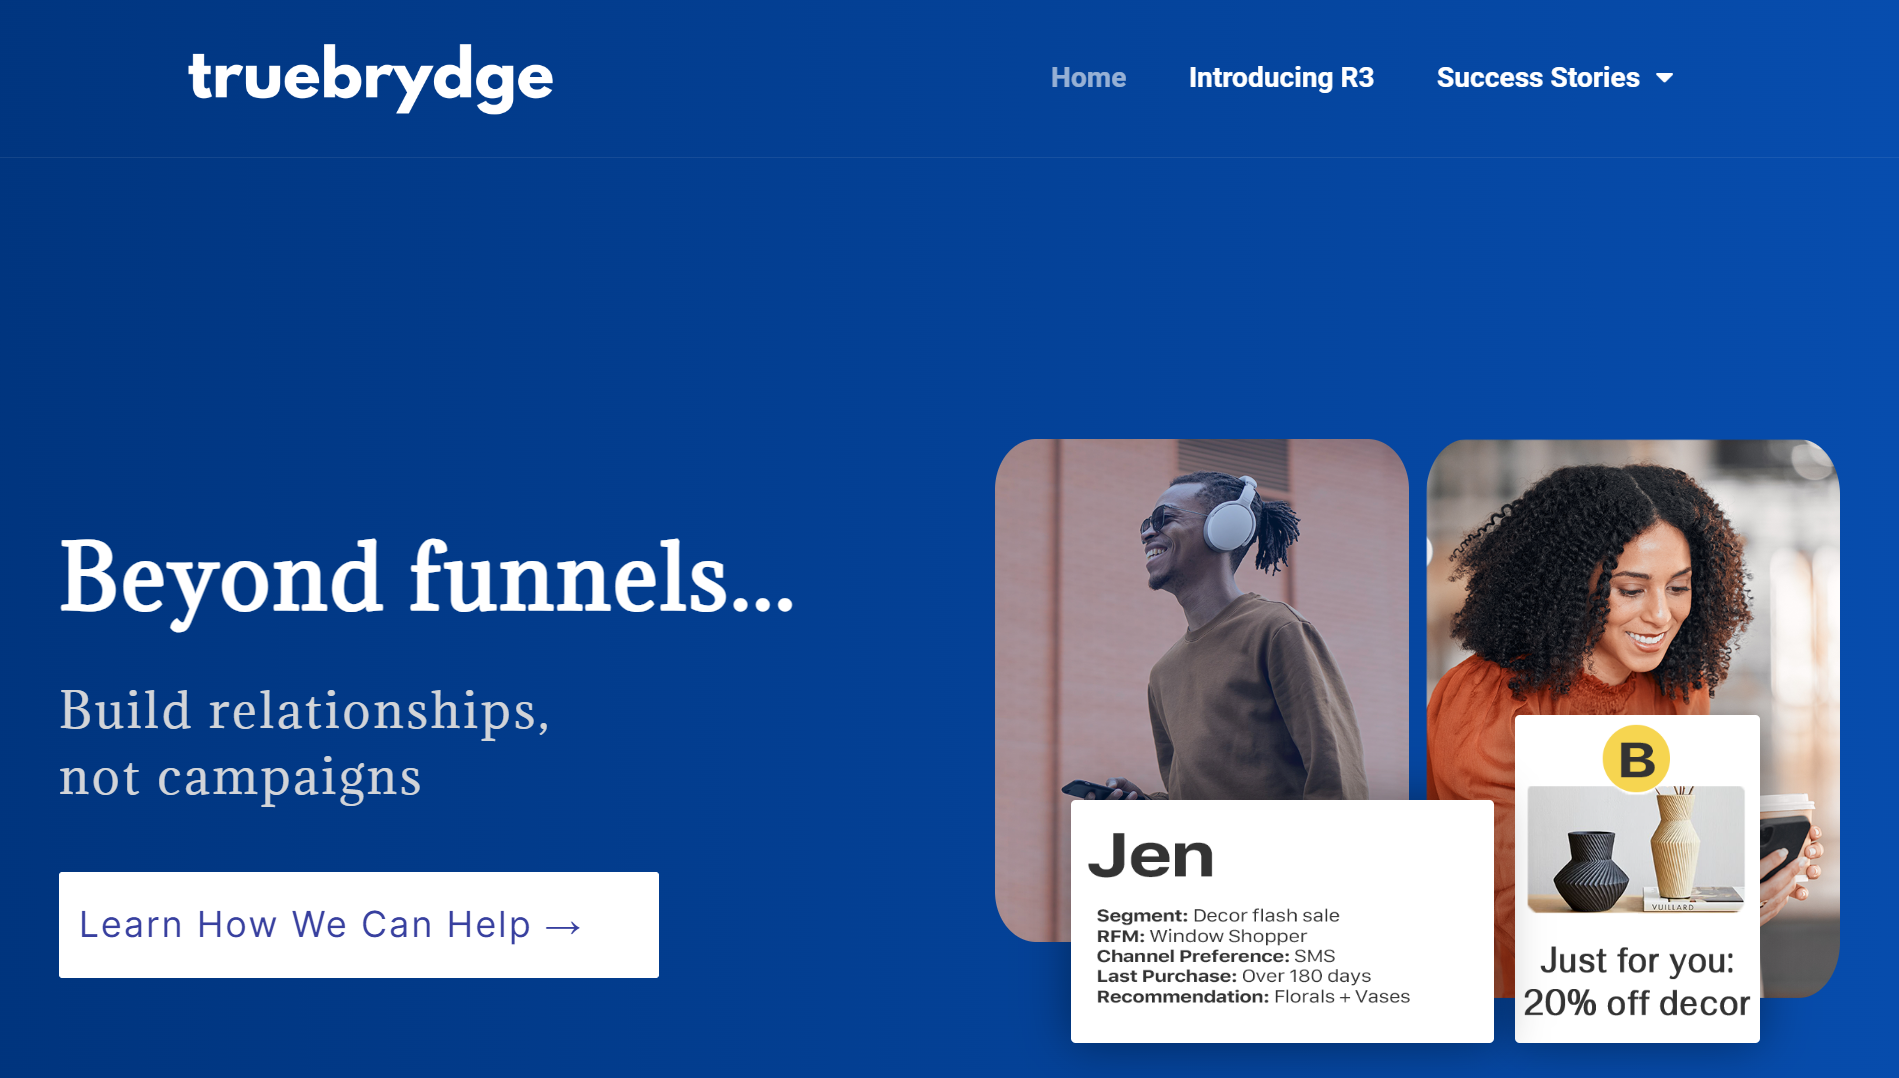 truebrydge
Home
Introducing R3
Success Stories
Beyond funnels...
Build relationships,
not campaigns
Learn How We Can Help →
Jen
Segment: Decor flash sale
RFM: Window Shopper
Channel Preference: SMS
Last Purchase: Over 180 days
Recommendation: Florals + Vases
B
VUILLARD
Just for you:
20% off decor